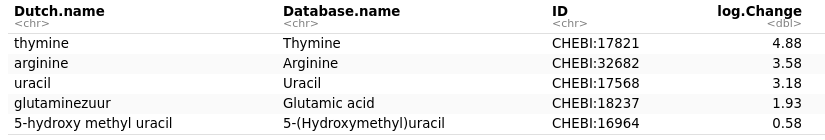 Dutch.name Database.name ID log.Change
<chr> <chr> <chr> <dbl>
thymine Thymine CHEBI:17821 4.88
arginine Arginine CHEBI:32682 3.58
uracil Uracil CHEBI:17568 3.18
glutaminezuur Glutamic acid CHEBI:18237 1.93
5-hydroxy methyl uracil 5-(Hydroxymethyl)uracil CHEBI:16964 0.58